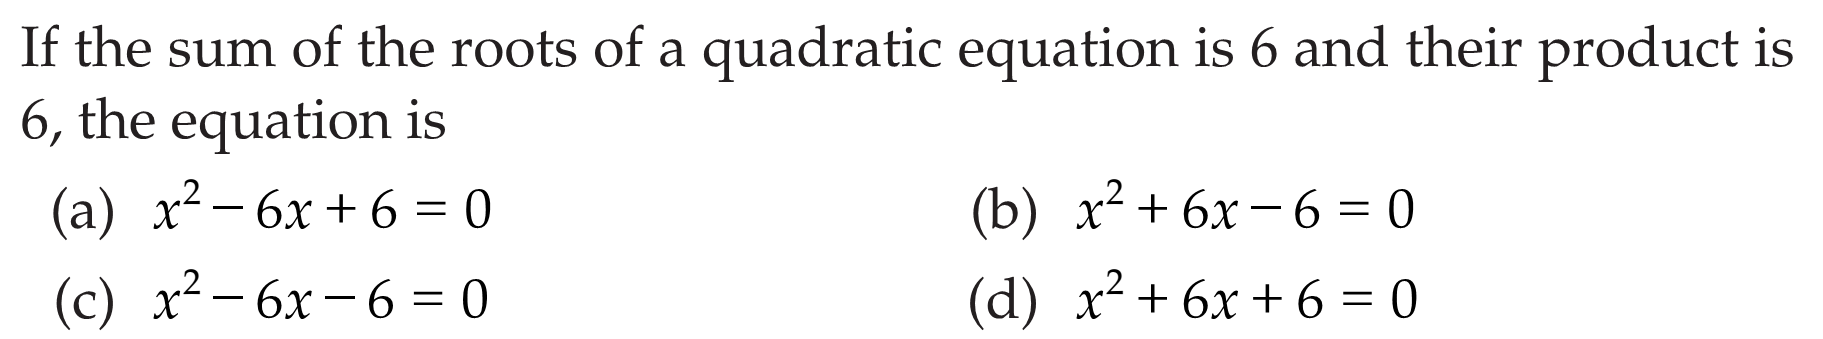 If the sum of the roots of a quadratic equation is 6 and their product is
6, the equation is
(a) x² − 6x + 6 = 0 (b) x² + 6x − 6 = 0
(c) x² − 6x − 6 = 0 (d) x² + 6x + 6 = 0